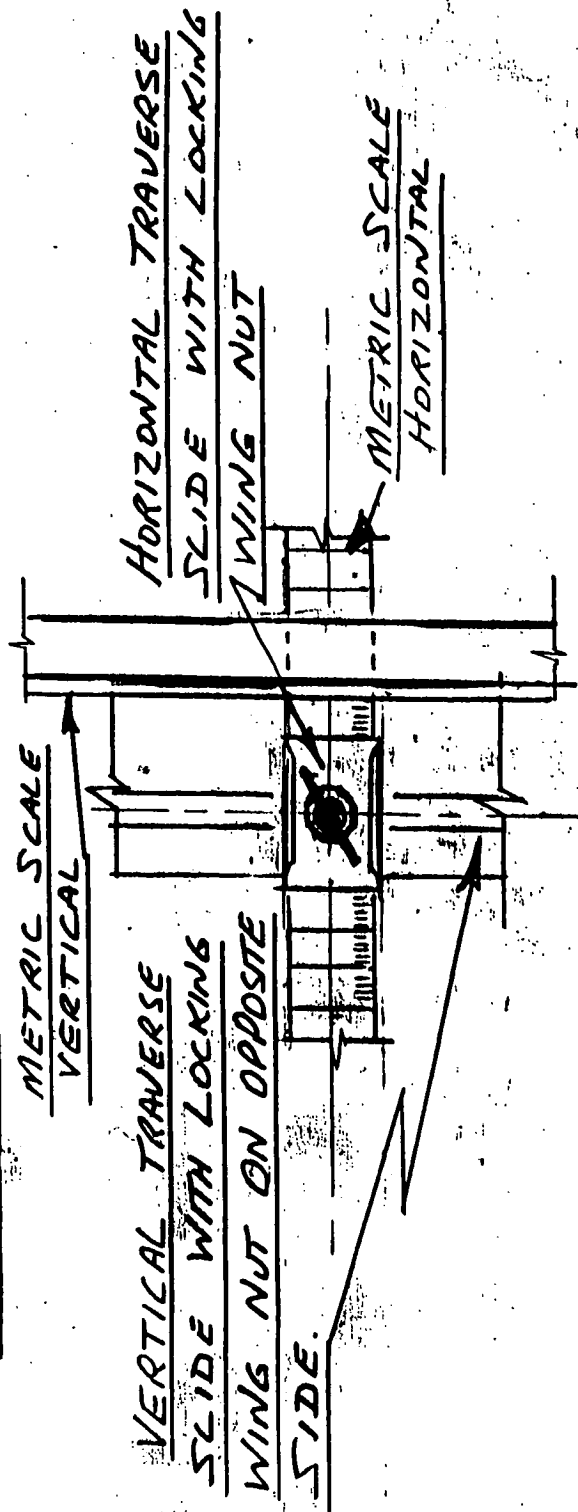 METRIC SCALE
VERTICAL
HORIZONTAL TRAVERSE
SLIDE WITH LOCKING
WING NUT
VERTICAL TRAVERSE
SLIDE WITH LOCKING
WING NUT ON OPPOSITE
SIDE.
METRIC SCALE
HORIZONTAL